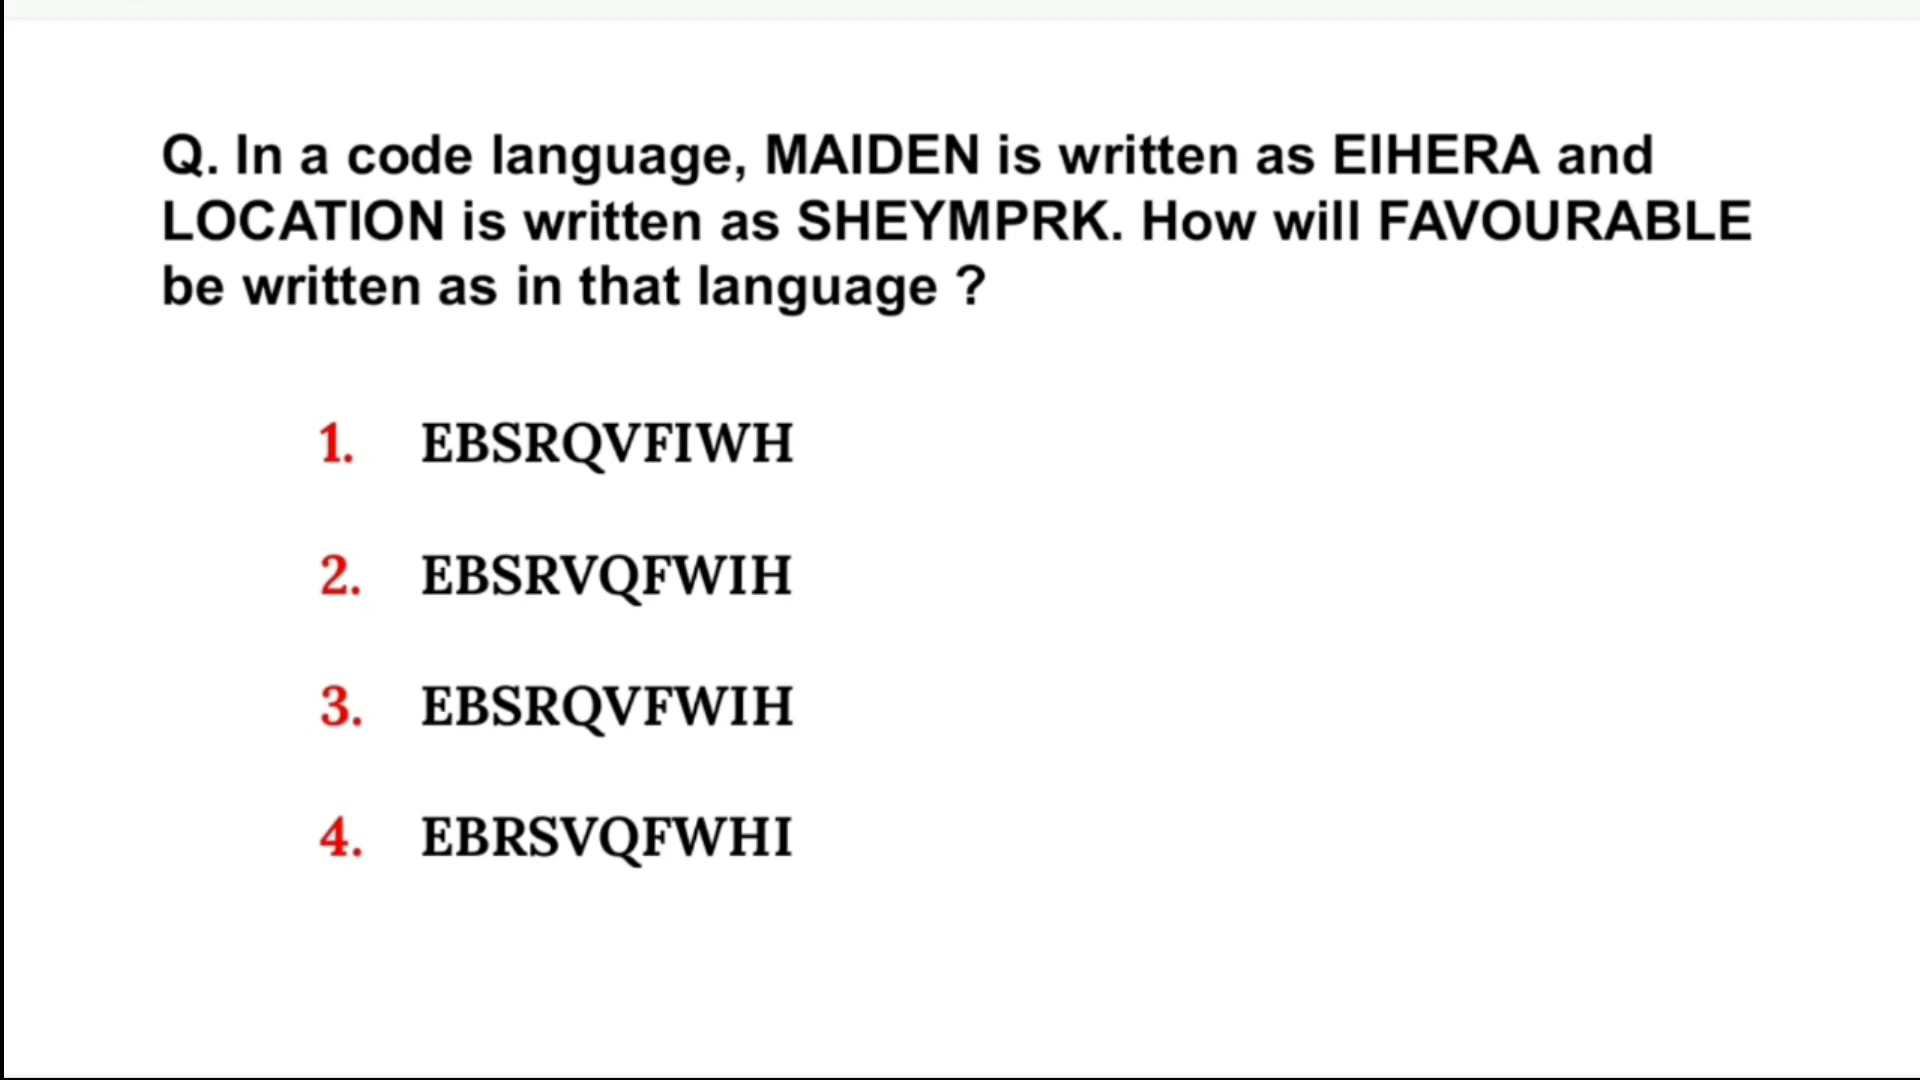 Q. In a code language, MAIDEN is written as EIHERA and
LOCATION is written as SHEYMPRK. How will FAVOURABLE
be written as in that language ?
1. EBSRQVFIWH
2. EBSRVQFWIH
3. EBSRQVFWIH
4. EBRSVQFWHI